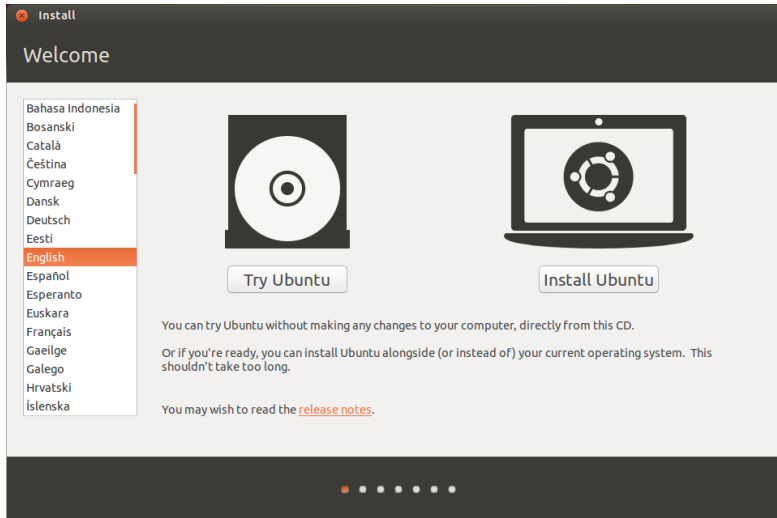 Install
Welcome
Bahasa Indonesia
Bosanski
Català
Čeština
Cymraeg
Dansk
Deutsch
Eesti
English
Español
Esperanto
Euskara
Français
Gaeilge
Galego
Hrvatski
Íslenska
Try Ubuntu
Install Ubuntu
You can try Ubuntu without making any changes to your computer, directly from this CD.
Or if you're ready, you can install Ubuntu alongside (or instead of) your current operating system. This
shouldn't take too long.
You may wish to read the release notes.